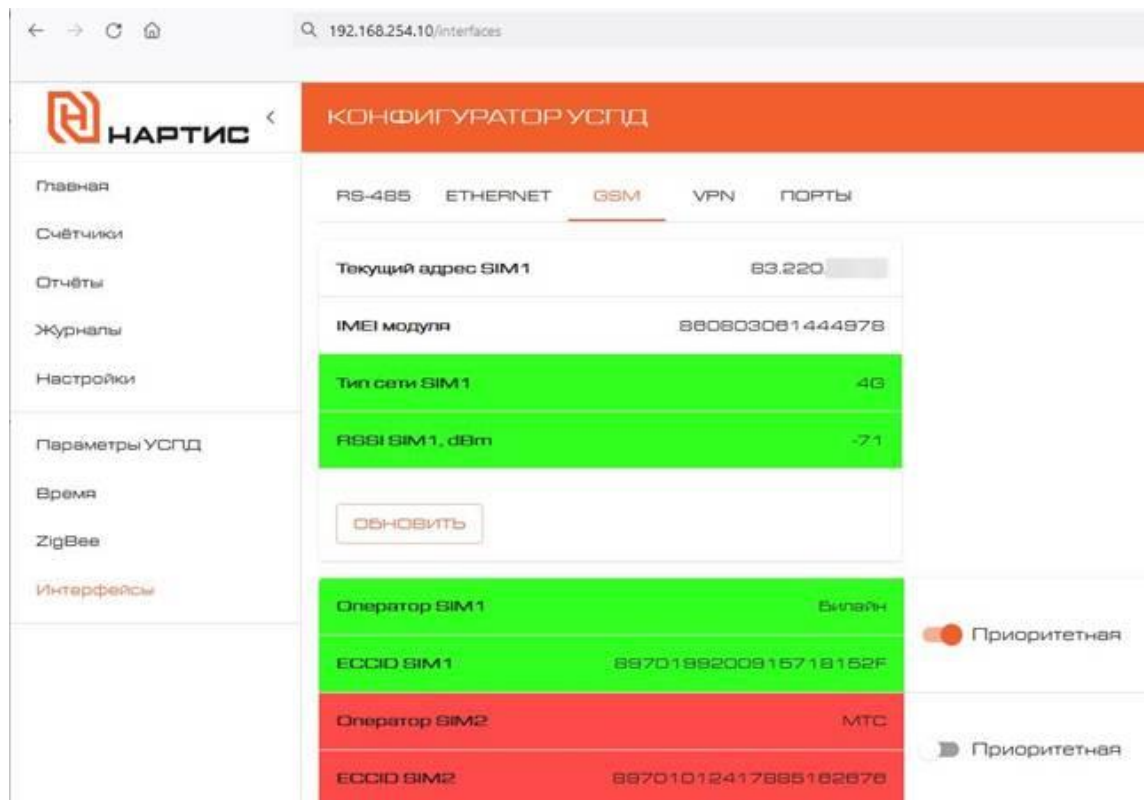 192.168.254.10/interfaces
НАРТИС
КОНФИГУРАТОР УСПД
Главная
Счётчики
Отчёты
Журналы
Настройки
Параметры УСПД
Время
ZigBee
Интерфейсы
RS-485 ETHERNET GSM VPN ПОРТЫ
Текущий адрес SIM1 83.220.
IMEI модуля 860803061444978
Тип сети SIM1 4G
RSSI SIM1, dBm -71
ОБНОВИТЬ
Оператор SIM1 Билайн
ECCID SIM1 8970199200915718152F
Приоритетная
Оператор SIM2 МТС
ECCID SIM2 89701012417885162676
Приоритетная